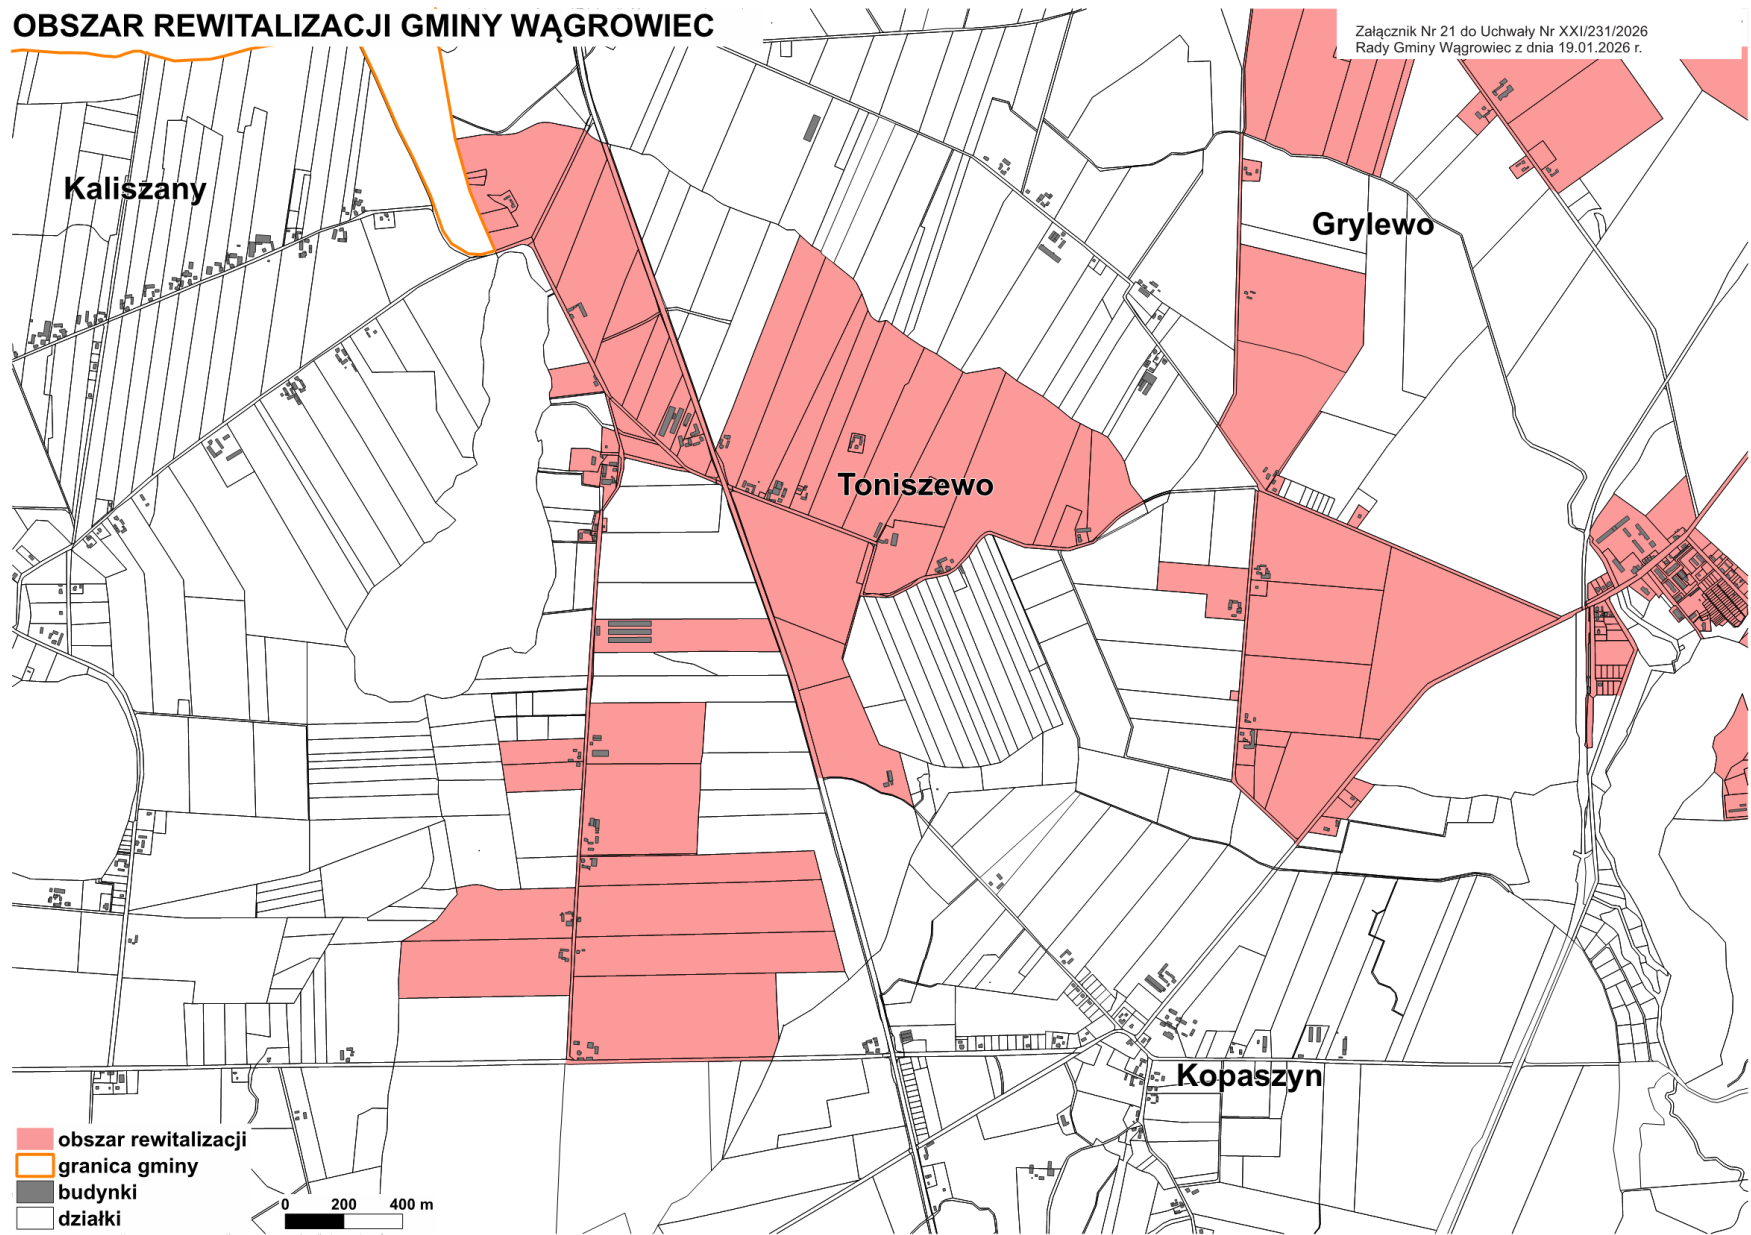 OBSZAR REWITALIZACJI GMINY WĄGROWIEC
Załącznik Nr 21 do Uchwały Nr XXI/231/2026
Rady Gminy Wągrowiec z dnia 19.01.2026 r.
Kaliszany
Grylewo
Toniszewo
Kopaszyn
obszar rewitalizacji
granica gminy
budynki
działki
0 200 400 m